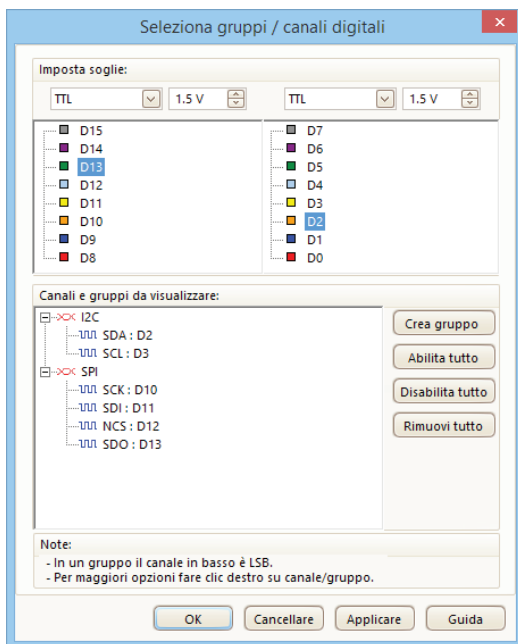 Seleziona gruppi / canali digitali
Imposta soglie:
TTL 1.5 V TTL 1.5 V
D15 D7
D14 D6
D13 D5
D12 D4
D11 D3
D10 D2
D9 D1
D8 D0
Canali e gruppi da visualizzare:
I2C
SDA : D2
SCL : D3
SPI
SCK : D10
SDI : D11
NCS : D12
SDO : D13
Crea gruppo
Abilita tutto
Disabilita tutto
Rimuovi tutto
Note:
- In un gruppo il canale in basso è LSB.
- Per maggiori opzioni fare clic destro su canale/gruppo.
OK Cancellare Applicare Guida